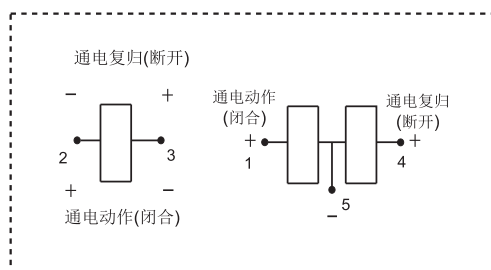 通电复归(断开)
− +
2 3
+ −
通电动作(闭合)
通电动作
(闭合)
+
1
−
5
通电复归
(断开)
+
4